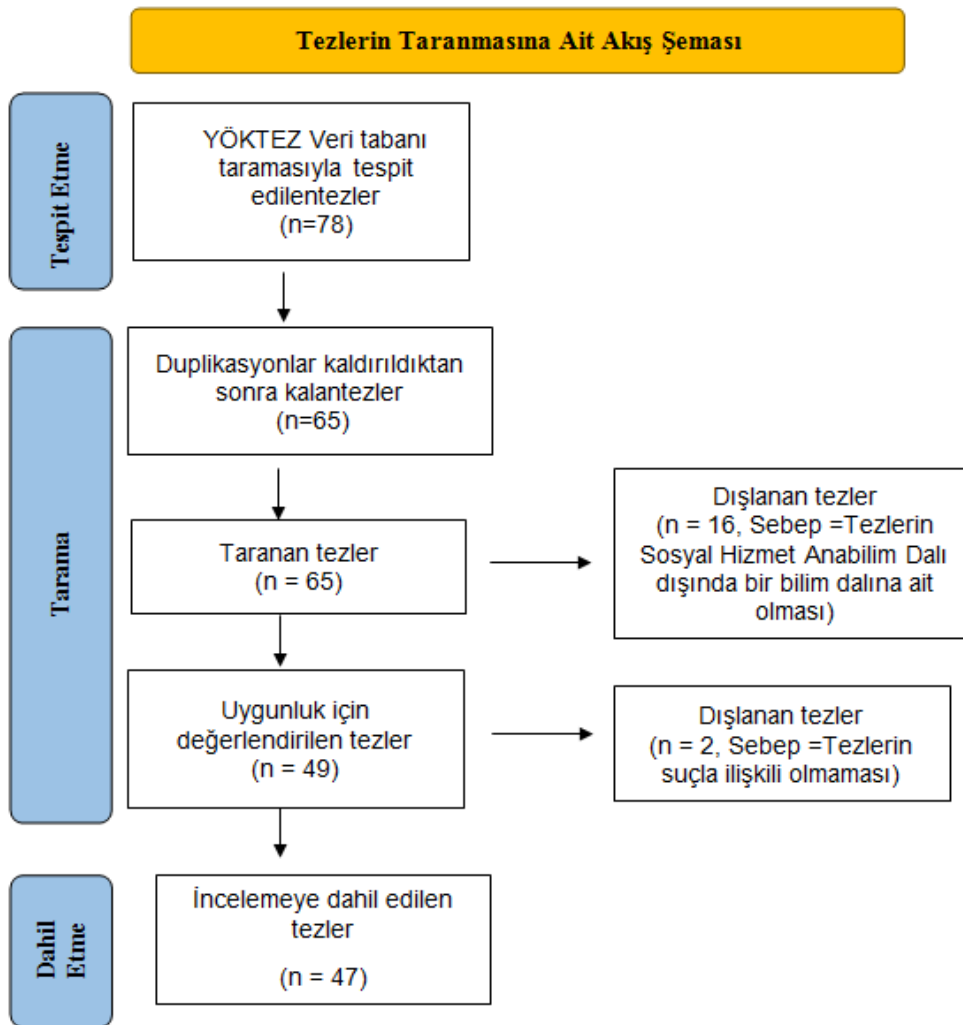 Tezlerin Taranmasına Ait Akış Şeması
Tespit Etme
YÖKTEZ Veri tabanı
taramasıyla tespit
edilentezler
(n=78)
Tarama
Duplikasyonlar kaldırıldıktan
sonra kalantezler
(n=65)
Taranan tezler
(n = 65)
Dışlanan tezler
(n = 16, Sebep =Tezlerin
Sosyal Hizmet Anabilim Dalı
dışında bir bilim dalına ait
olması)
Uygunluk için
değerlendirilen tezler
(n = 49)
Dışlanan tezler
(n = 2, Sebep =Tezlerin
suçla ilişkili olmaması)
Dahil
Etme
İncelemeye dahil edilen
tezler
(n = 47)